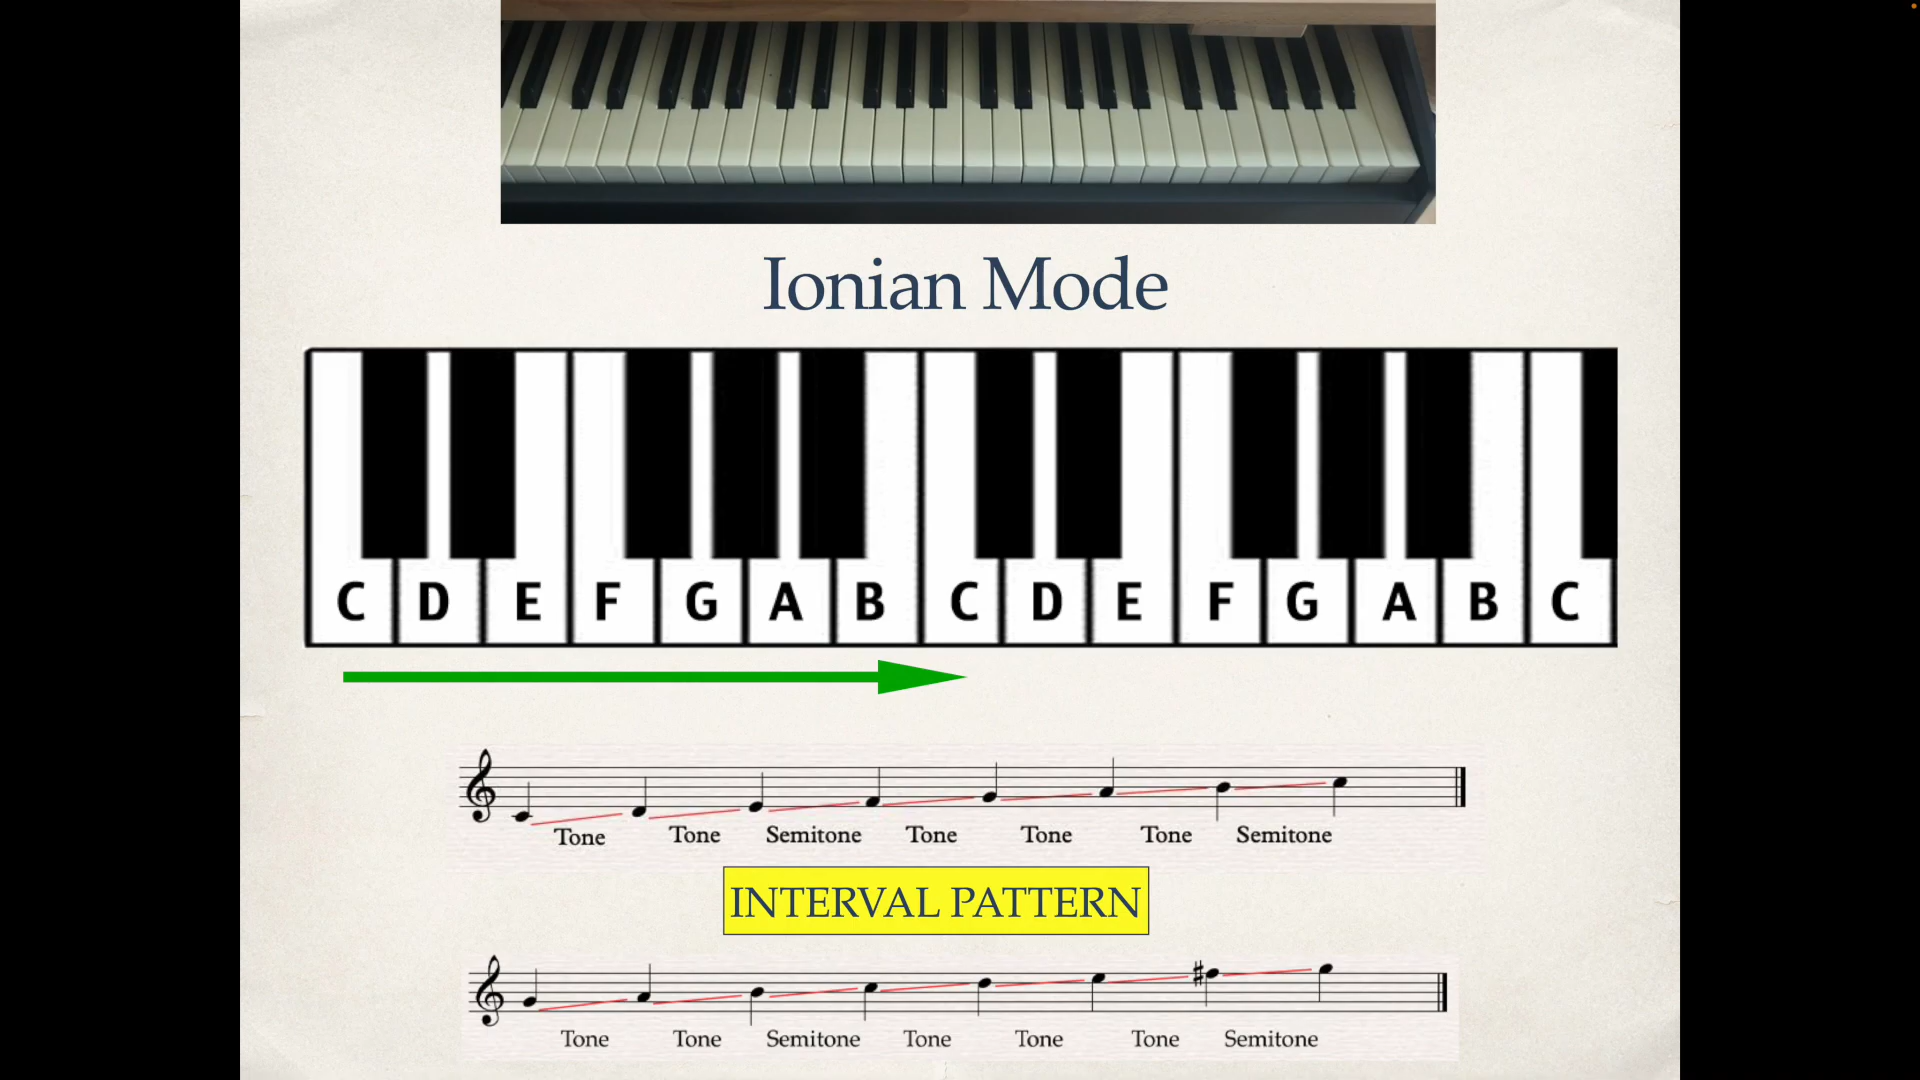 Ionian Mode
C D E F G A B C D E F G A B C
Tone Tone Semitone Tone Tone Tone Semitone
INTERVAL PATTERN
Tone Tone Semitone Tone Tone Tone Semitone